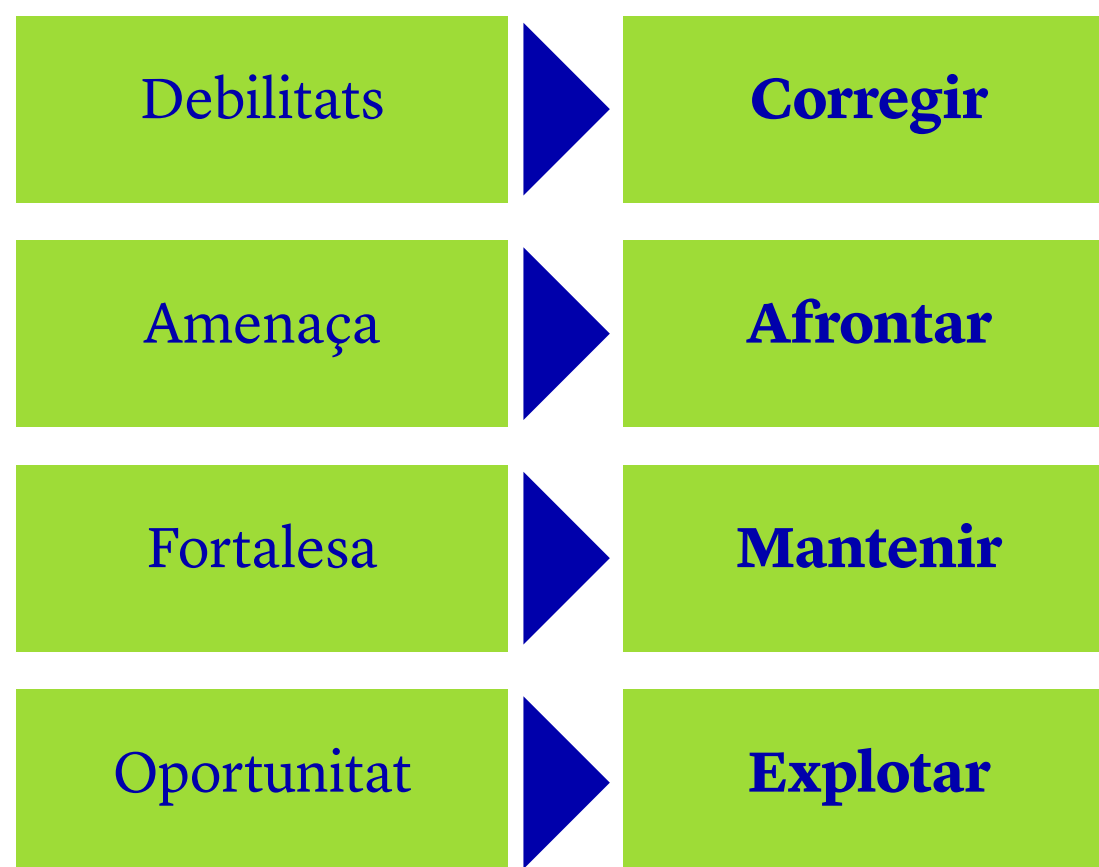 Debilitats
Corregir
Amenaça
Afrontar
Fortalesa
Mantenir
Oportunitat
Explotar